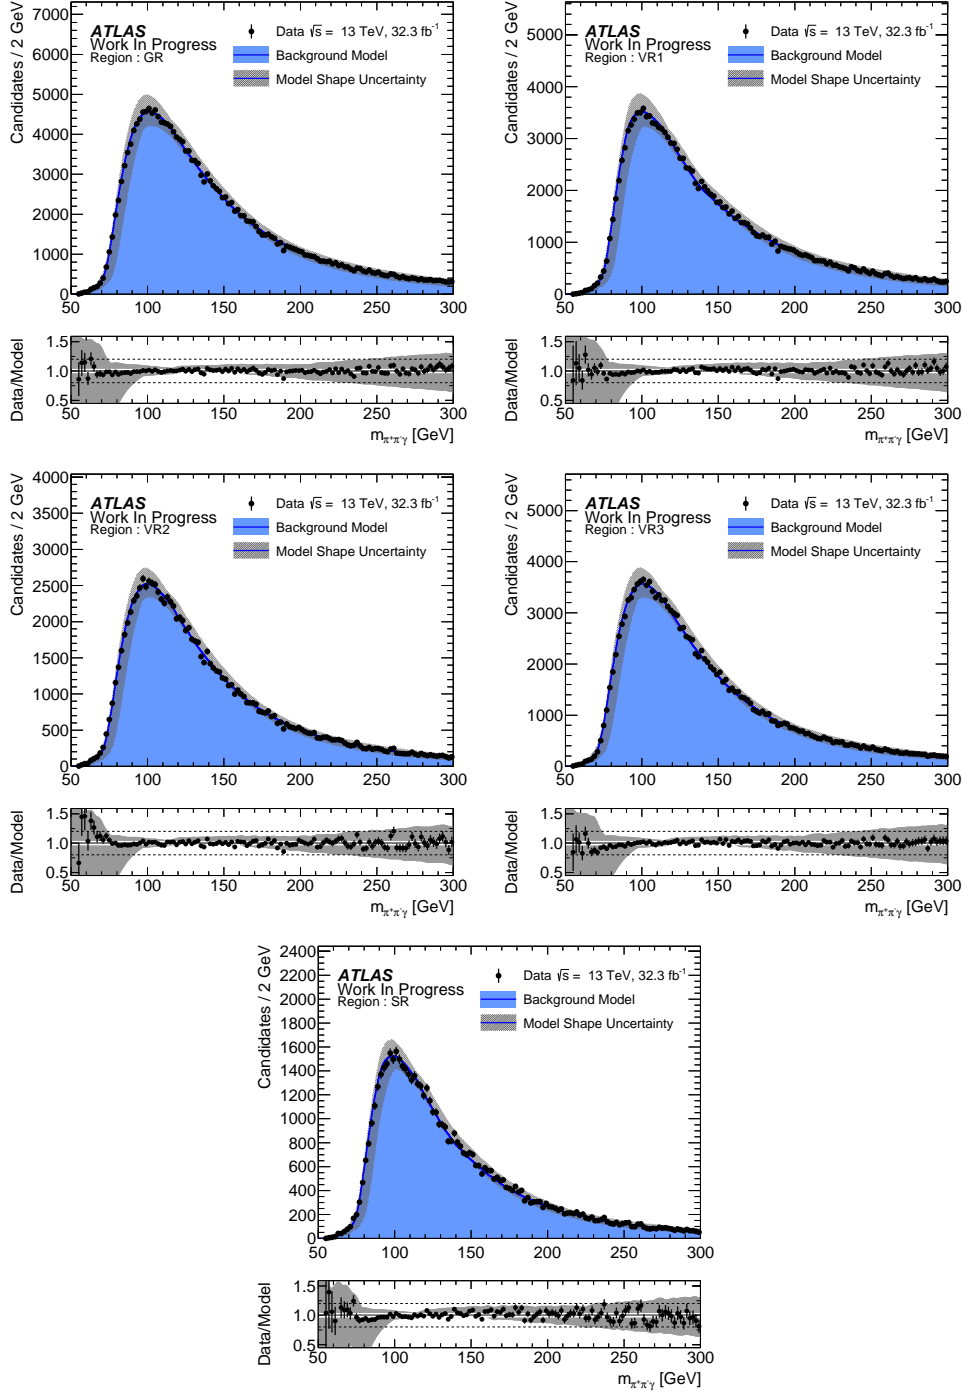 ATLAS
Work In Progress
Region : GR
Data √s = 13 TeV, 32.3 fb⁻¹
Background Model
Model Shape Uncertainty
Candidates / 2 GeV
7000
6000
5000
4000
3000
2000
1000
0
50 100 150 200 250 300
Data/Model
1.5
1.0
0.5
50 100 150 200 250 300
m_π⁺π⁻γ [GeV]
ATLAS
Work In Progress
Region : VR1
Data √s = 13 TeV, 32.3 fb⁻¹
Background Model
Model Shape Uncertainty
Candidates / 2 GeV
5000
4000
3000
2000
1000
0
50 100 150 200 250 300
Data/Model
1.5
1.0
0.5
50 100 150 200 250 300
m_π⁺π⁻γ [GeV]
ATLAS
Work In Progress
Region : VR2
Data √s = 13 TeV, 32.3 fb⁻¹
Background Model
Model Shape Uncertainty
Candidates / 2 GeV
4000
3500
3000
2500
2000
1500
1000
500
0
50 100 150 200 250 300
Data/Model
1.5
1.0
0.5
50 100 150 200 250 300
m_π⁺π⁻γ [GeV]
ATLAS
Work In Progress
Region : VR3
Data √s = 13 TeV, 32.3 fb⁻¹
Background Model
Model Shape Uncertainty
Candidates / 2 GeV
5000
4000
3000
2000
1000
0
50 100 150 200 250 300
Data/Model
1.5
1.0
0.5
50 100 150 200 250 300
m_π⁺π⁻γ [GeV]
ATLAS
Work In Progress
Region : SR
Data √s = 13 TeV, 32.3 fb⁻¹
Background Model
Model Shape Uncertainty
Candidates / 2 GeV
2400
2200
2000
1800
1600
1400
1200
1000
800
600
400
200
0
50 100 150 200 250 300
Data/Model
1.5
1.0
0.5
50 100 150 200 250 300
m_π⁺π⁻γ [GeV]